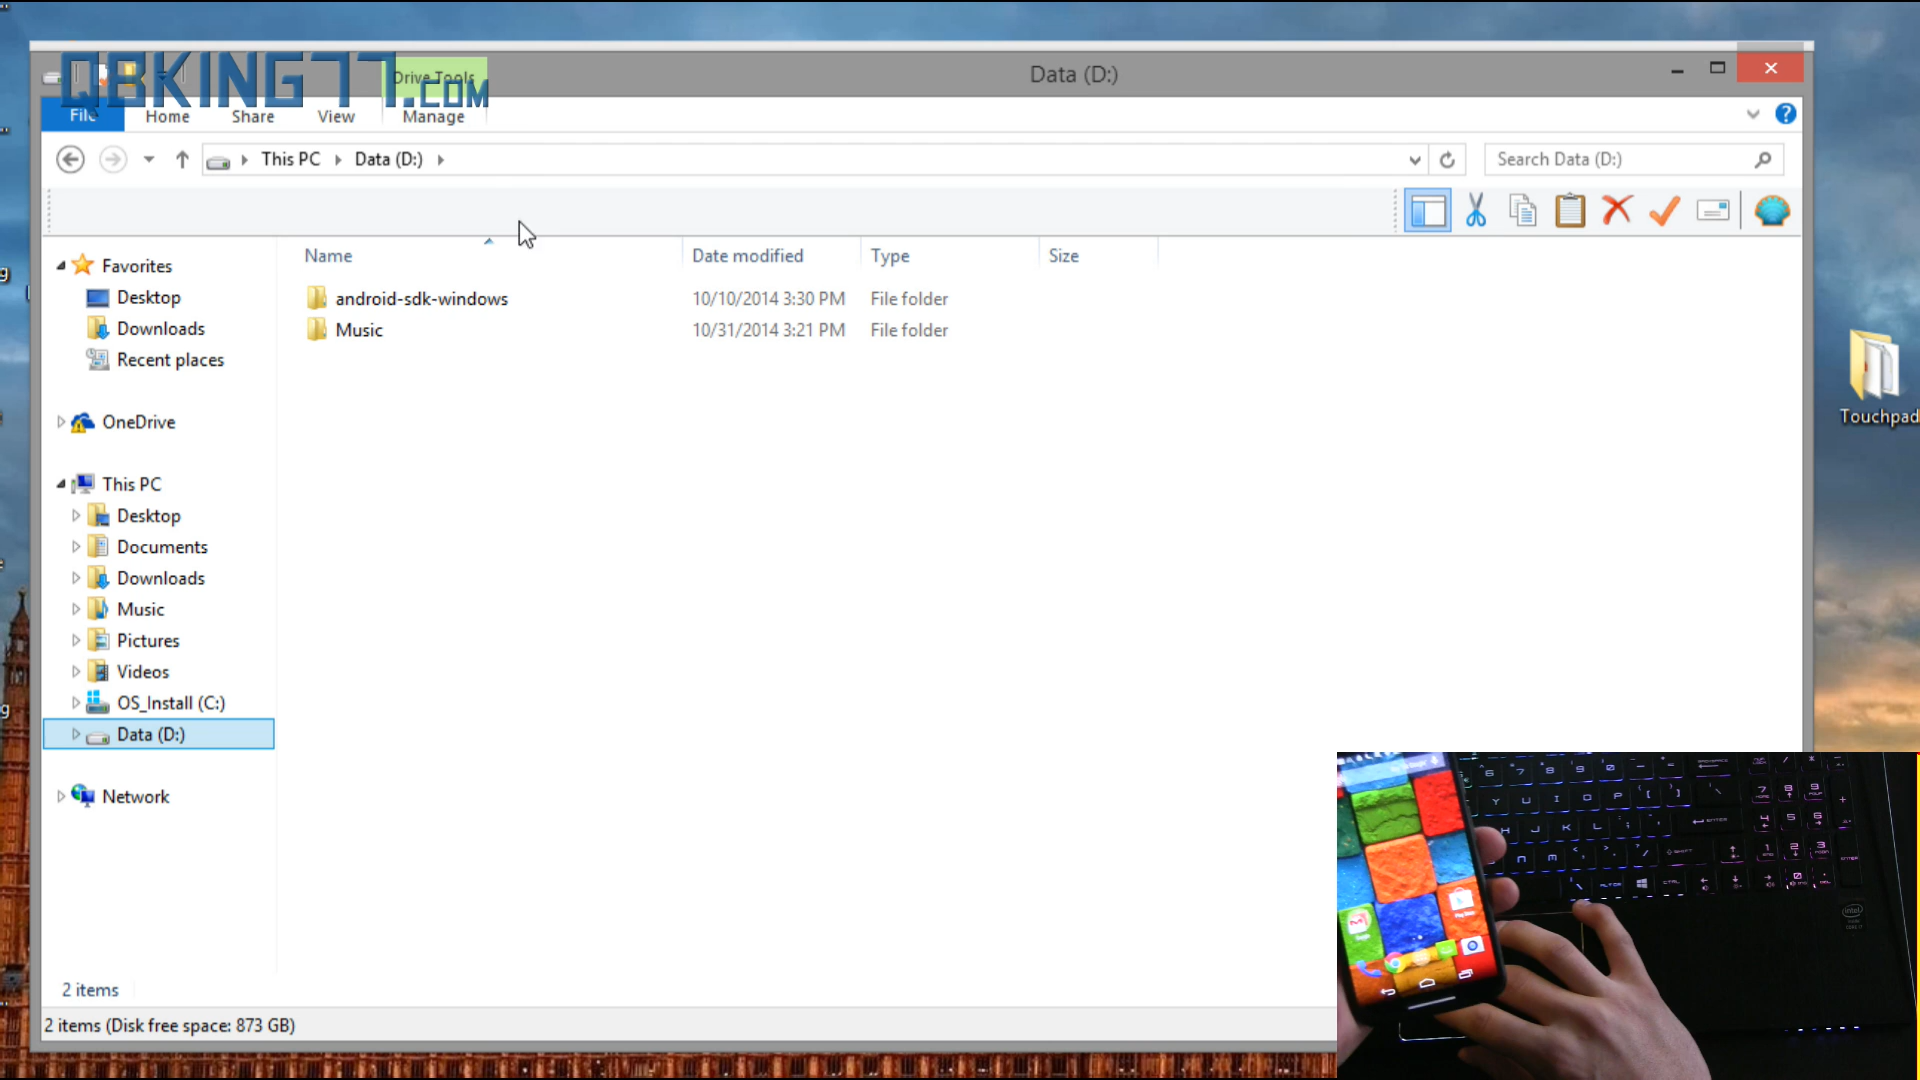 QBKING77.COM
Drive Tools
Data (D:)
File
Home
Share
View
Manage
This PC
Data (D:)
Search Data (D:)
Name
Date modified
Type
Size
android-sdk-windows
10/10/2014 3:30 PM
File folder
Music
10/31/2014 3:21 PM
File folder
Favorites
Desktop
Downloads
Recent places
OneDrive
This PC
Desktop
Documents
Downloads
Music
Pictures
Videos
OS_Install (C:)
Data (D:)
Network
2 items
2 items (Disk free space: 873 GB)
Touchpad